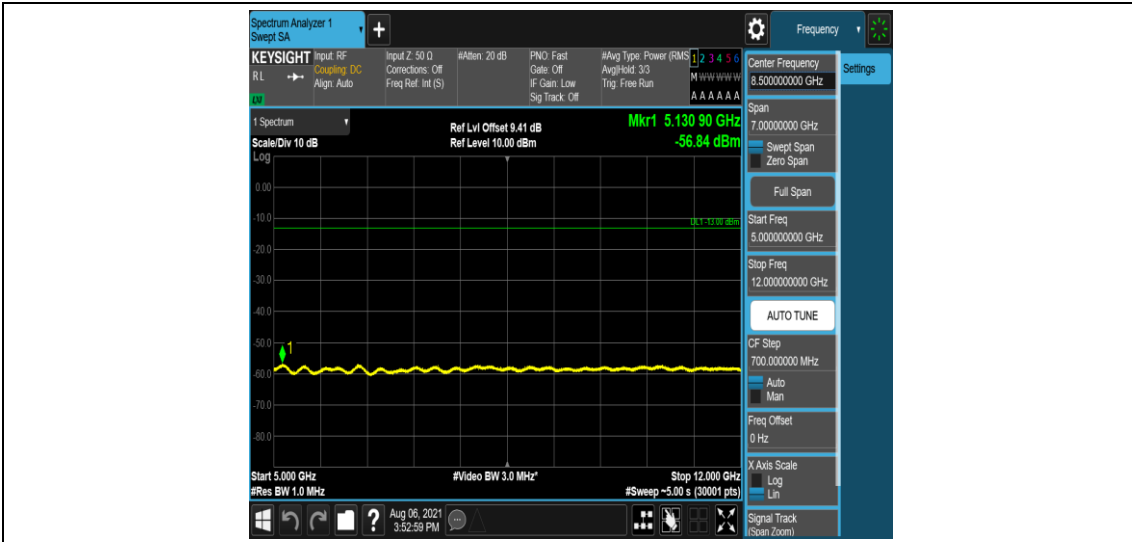 Spectrum Analyzer 1
Swept SA
+
Frequency
KEYSIGHT
RL
LXI
Input: RF
Coupling: DC
Align: Auto
Input Z: 50 Ω
Corrections: Off
Freq Ref: Int (S)
#Atten: 20 dB
PNO: Fast
Gate: Off
IF Gain: Low
Sig Track: Off
#Avg Type: Power (RMS
Avg|Hold: 3/3
Trig: Free Run
1 2 3 4 5 6
M W W W W W
A A A A A A
1 Spectrum
Scale/Div 10 dB
Ref Lvl Offset 9.41 dB
Ref Level 10.00 dBm
Mkr1 5.130 90 GHz
-56.84 dBm
Log
0.00
-10.0
DL1 -13.00 dBm
-20.0
-30.0
-40.0
-50.0
1
-60.0
-70.0
-80.0
Start 5.000 GHz
#Video BW 3.0 MHz*
Stop 12.000 GHz
#Res BW 1.0 MHz
#Sweep ~5.00 s (30001 pts)
?
Aug 06, 2021
3:52:59 PM
Center Frequency
8.500000000 GHz
Settings
Span
7.00000000 GHz
Swept Span
Zero Span
Full Span
Start Freq
5.000000000 GHz
Stop Freq
12.000000000 GHz
AUTO TUNE
CF Step
700.000000 MHz
Auto
Man
Freq Offset
0 Hz
X Axis Scale
Log
Lin
Signal Track
(Span Zoom)